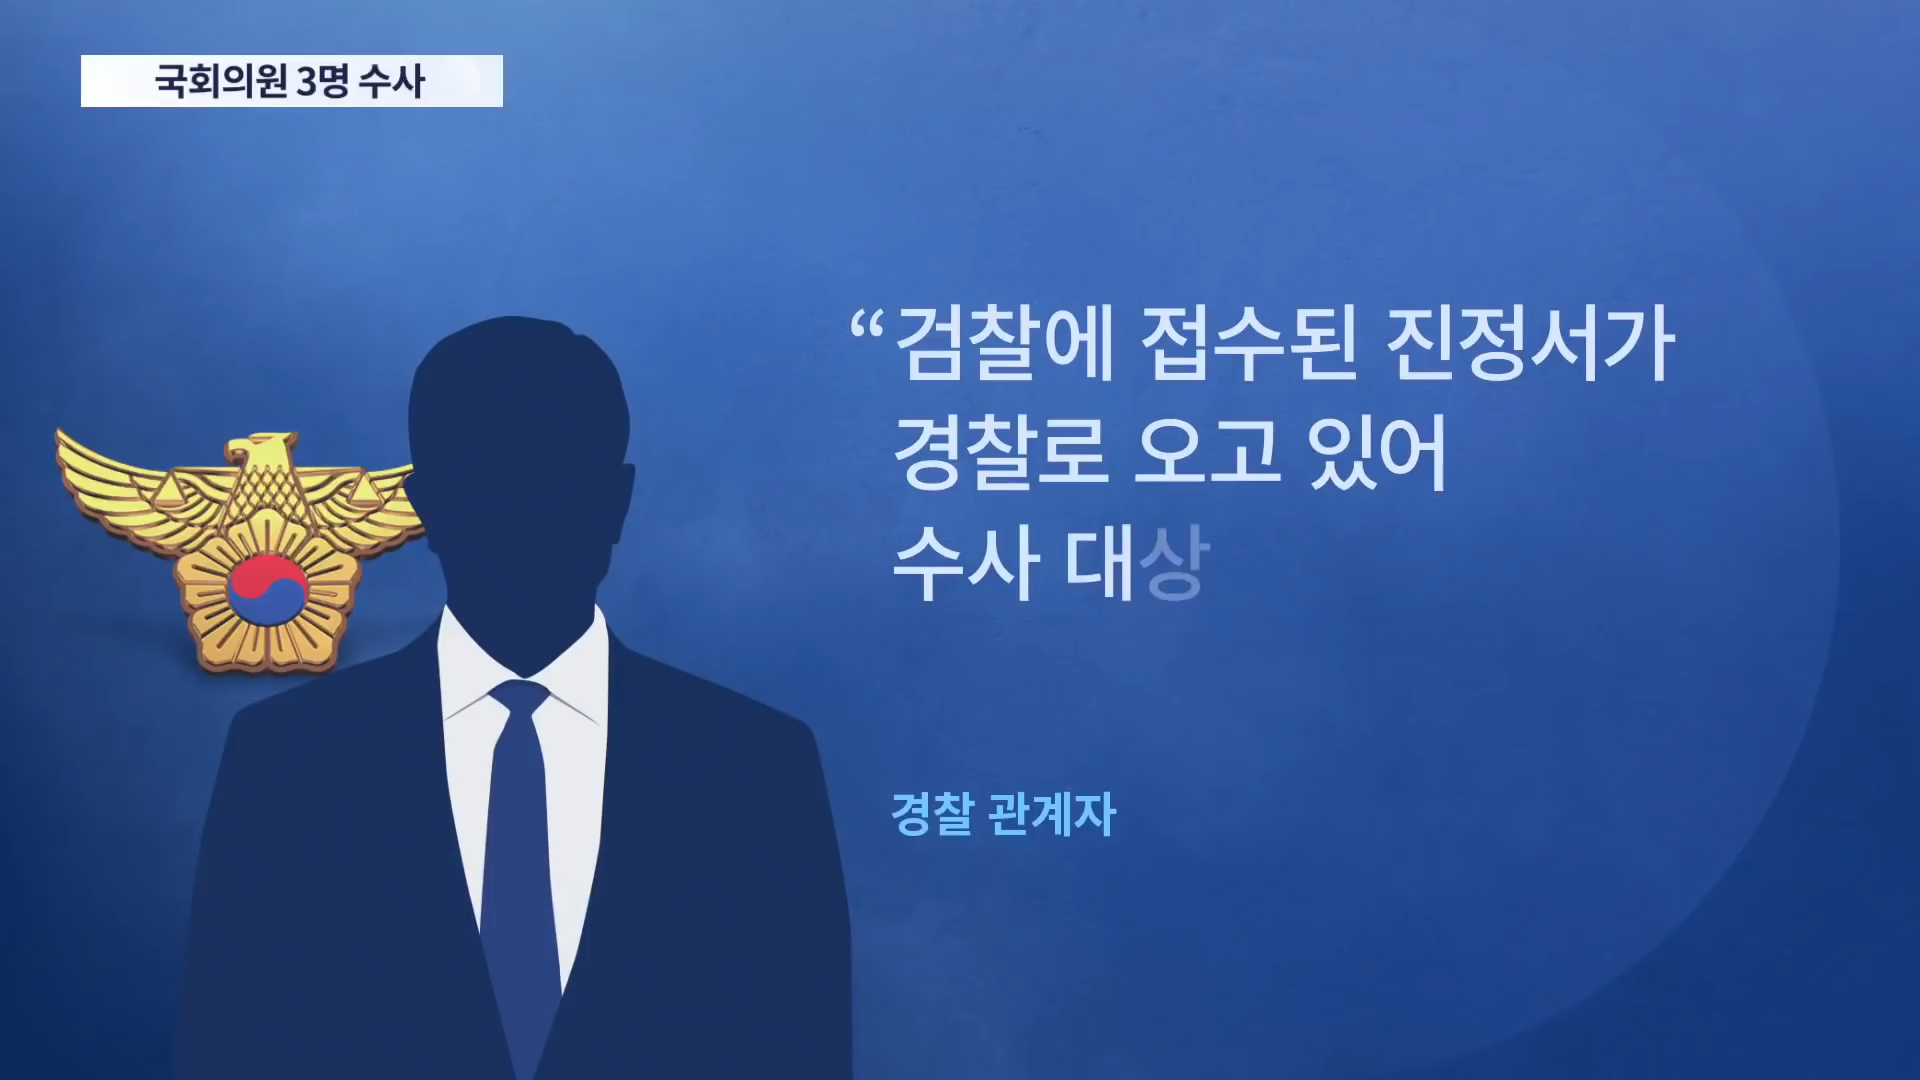 국회의원 3명 수사
“검찰에 접수된 진정서가
경찰로 오고 있어
수사 대상
경찰 관계자